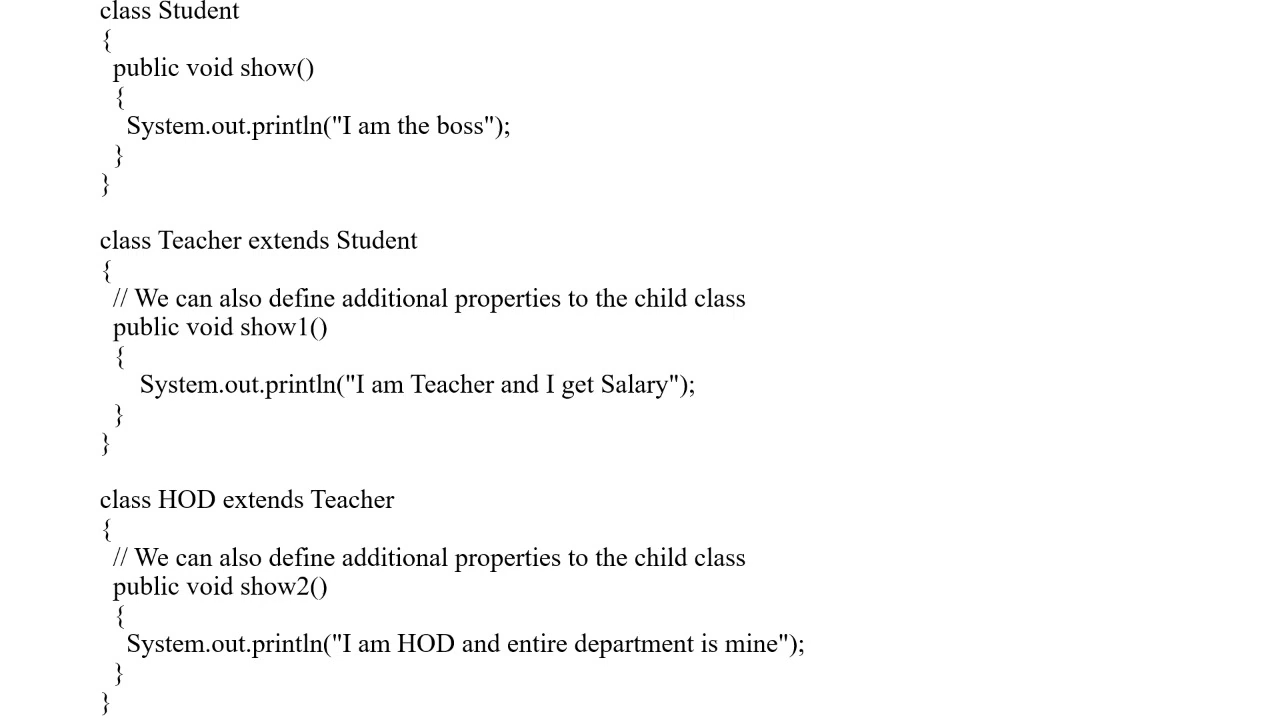 class Student
{
public void show()
{
System.out.println("I am the boss");
}
}
class Teacher extends Student
{
// We can also define additional properties to the child class
public void show1()
{
System.out.println("I am Teacher and I get Salary");
}
}
class HOD extends Teacher
{
// We can also define additional properties to the child class
public void show2()
{
System.out.println("I am HOD and entire department is mine");
}
}